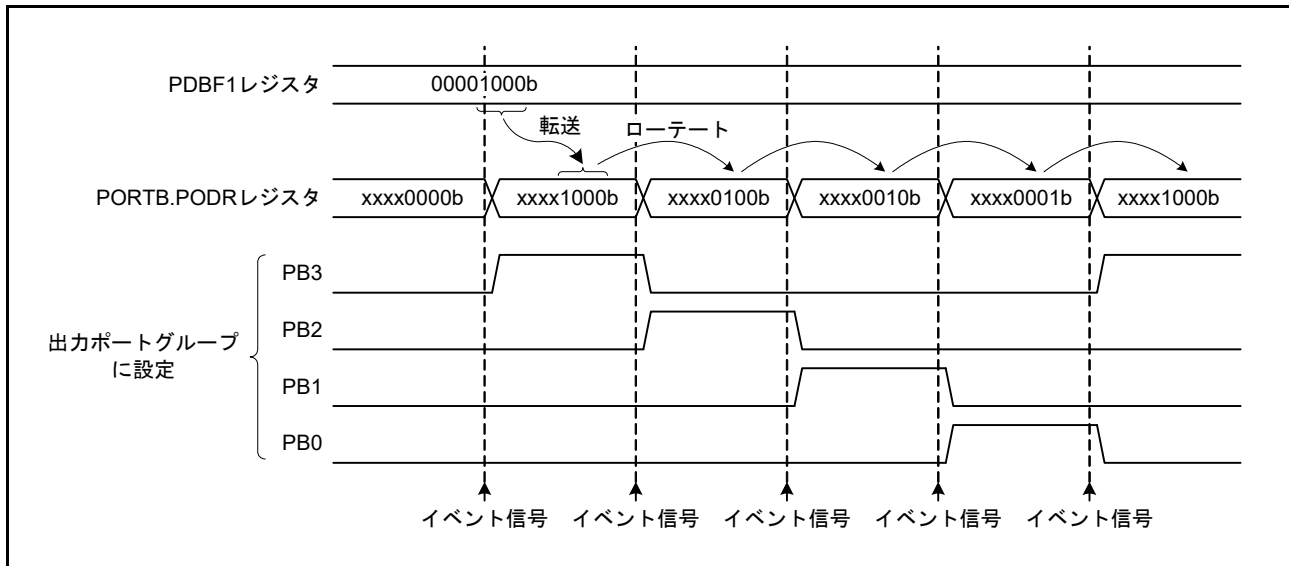 PDBF1レジスタ
00001000b
転送
ローテート
PORTB.PODRレジスタ
xxxx0000b
xxxx1000b
xxxx0100b
xxxx0010b
xxxx0001b
xxxx1000b
出力ポートグループ
に設定
PB3
PB2
PB1
PB0
イベント信号
イベント信号
イベント信号
イベント信号
イベント信号